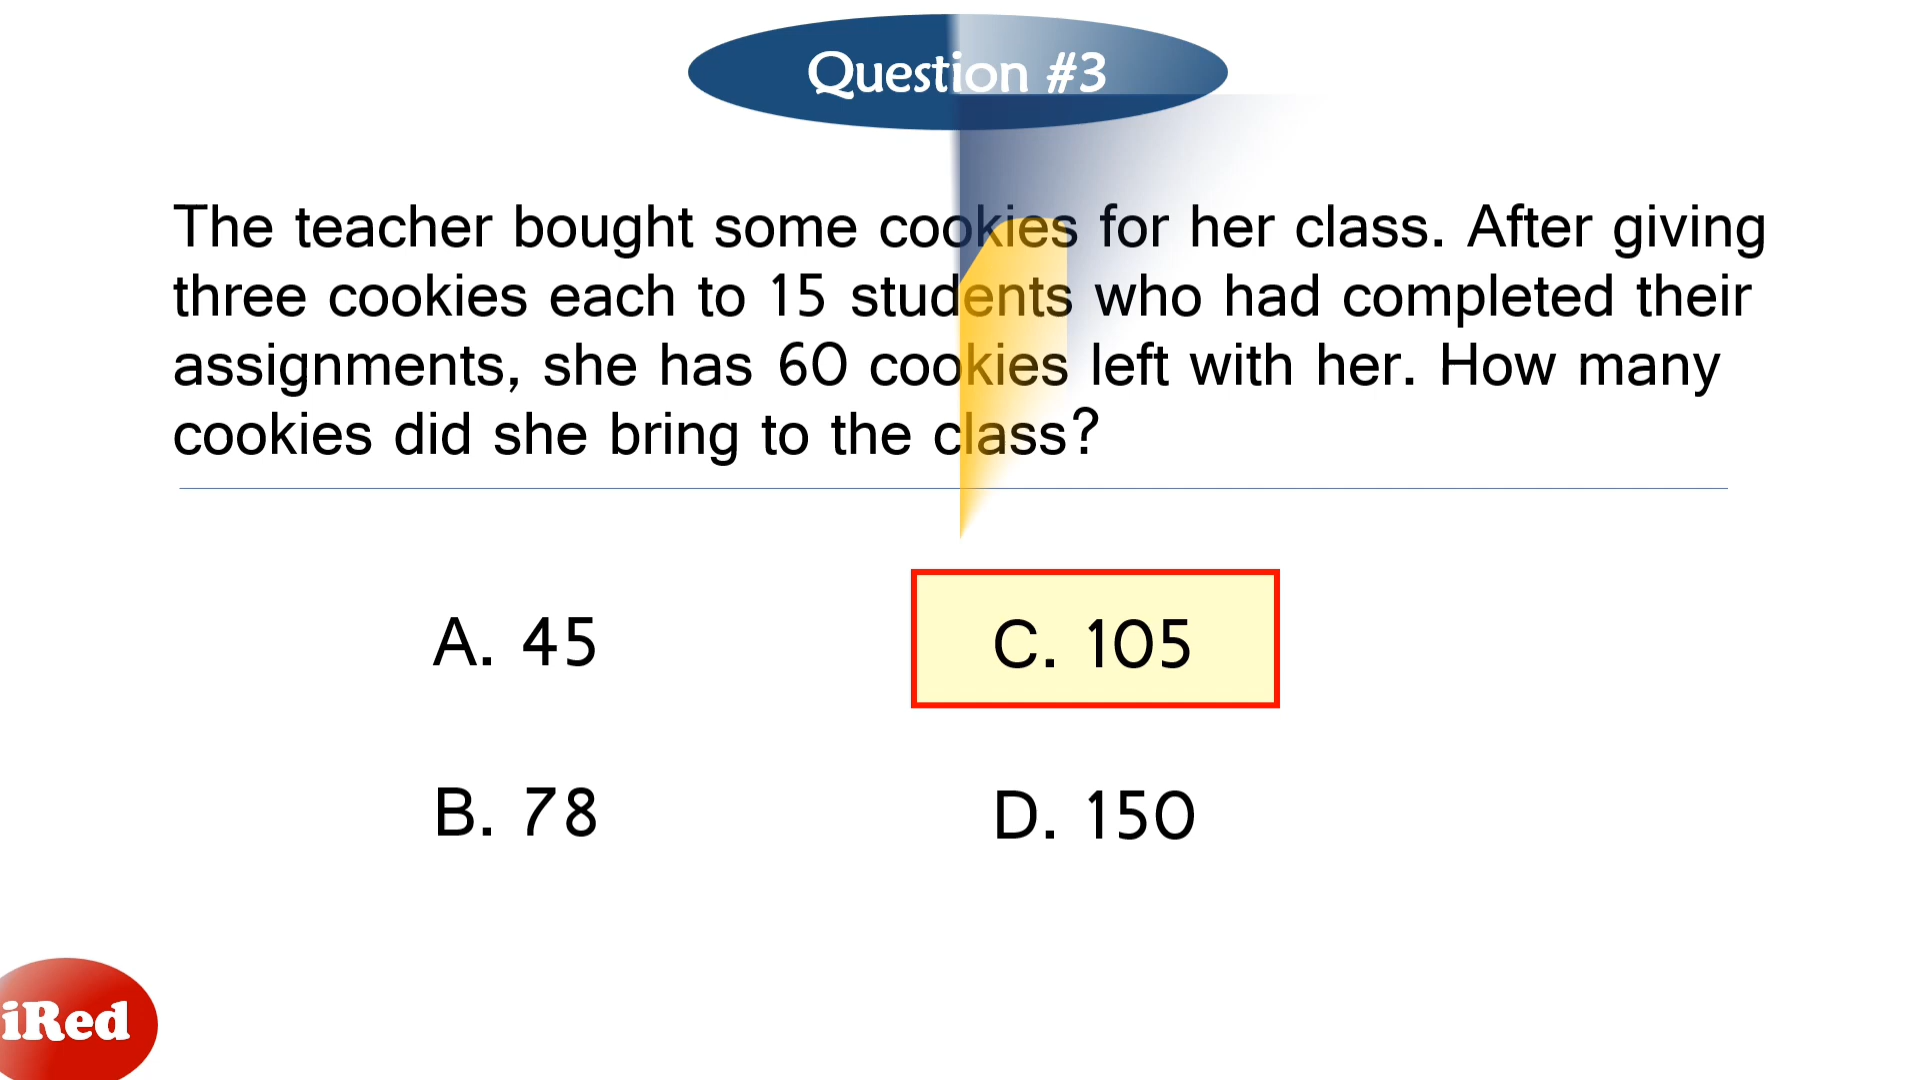 Question #3
The teacher bought some cookies for her class. After giving
three cookies each to 15 students who had completed their
assignments, she has 60 cookies left with her. How many
cookies did she bring to the class?
A. 45
C. 105
B. 78
D. 150
iRed